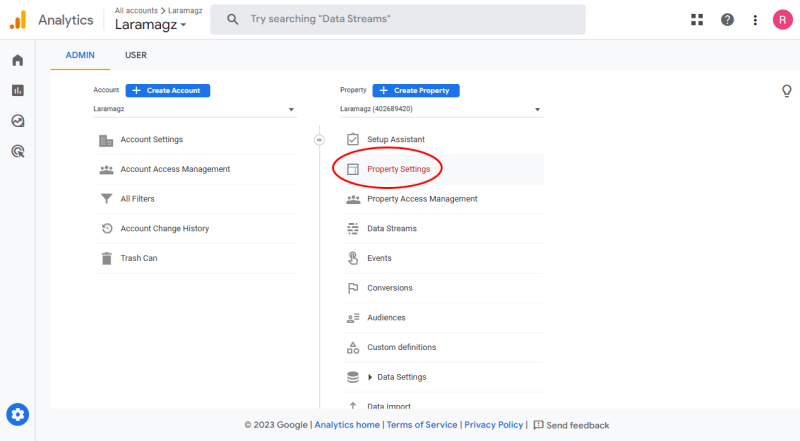 Analytics
All accounts > Laramagz
Laramagz
Try searching "Data Streams"
R
ADMIN
USER
Account
+ Create Account
Laramagz
Account Settings
Account Access Management
All Filters
Account Change History
Trash Can
Property
+ Create Property
Laramagz (402689420)
Setup Assistant
Property Settings
Property Access Management
Data Streams
Events
Conversions
Audiences
Custom definitions
Data Settings
Data Import
© 2023 Google | Analytics home | Terms of Service | Privacy Policy | Send feedback